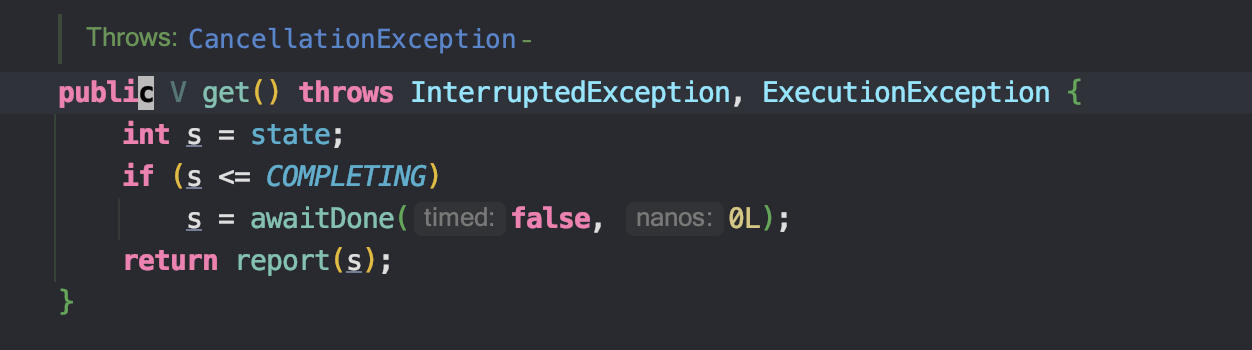 Throws: CancellationException -
public V get() throws InterruptedException, ExecutionException {
int s = state;
if (s <= COMPLETING)
s = awaitDone( timed: false, nanos: 0L);
return report(s);
}